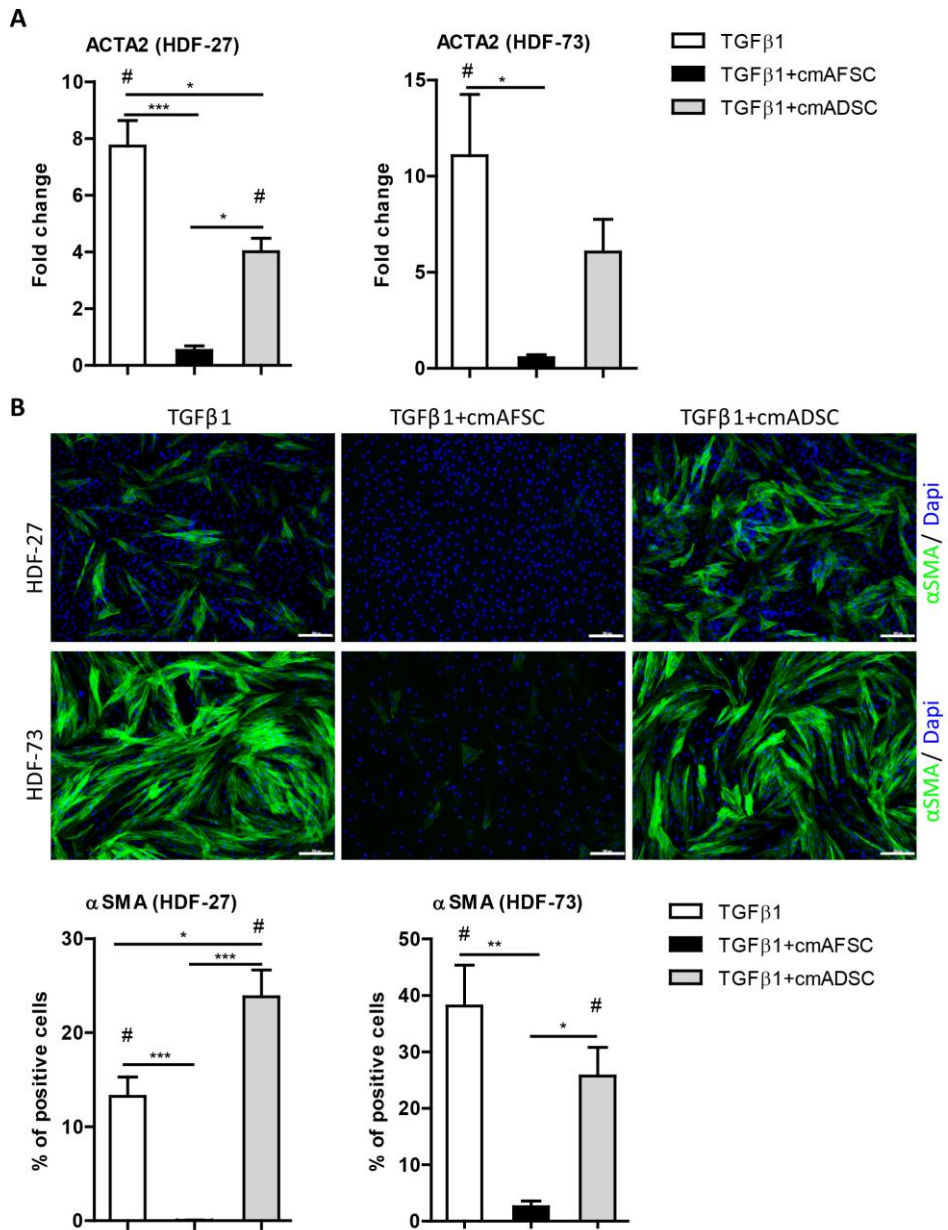 A
ACTA2 (HDF-27)
ACTA2 (HDF-73)
TGFβ1
TGFβ1+cmAFSC
TGFβ1+cmADSC
Fold change
10
8
6
4
2
0
#
*
***
#
*
Fold change
15
10
5
0
#
*
B
TGFβ1
TGFβ1+cmAFSC
TGFβ1+cmADSC
HDF-27
αSMA / Dapi
HDF-73
αSMA / Dapi
αSMA (HDF-27)
αSMA (HDF-73)
TGFβ1
TGFβ1+cmAFSC
TGFβ1+cmADSC
% of positive cells
30
20
10
0
#
*
***
#
***
% of positive cells
50
40
30
20
10
0
#
**
#
*